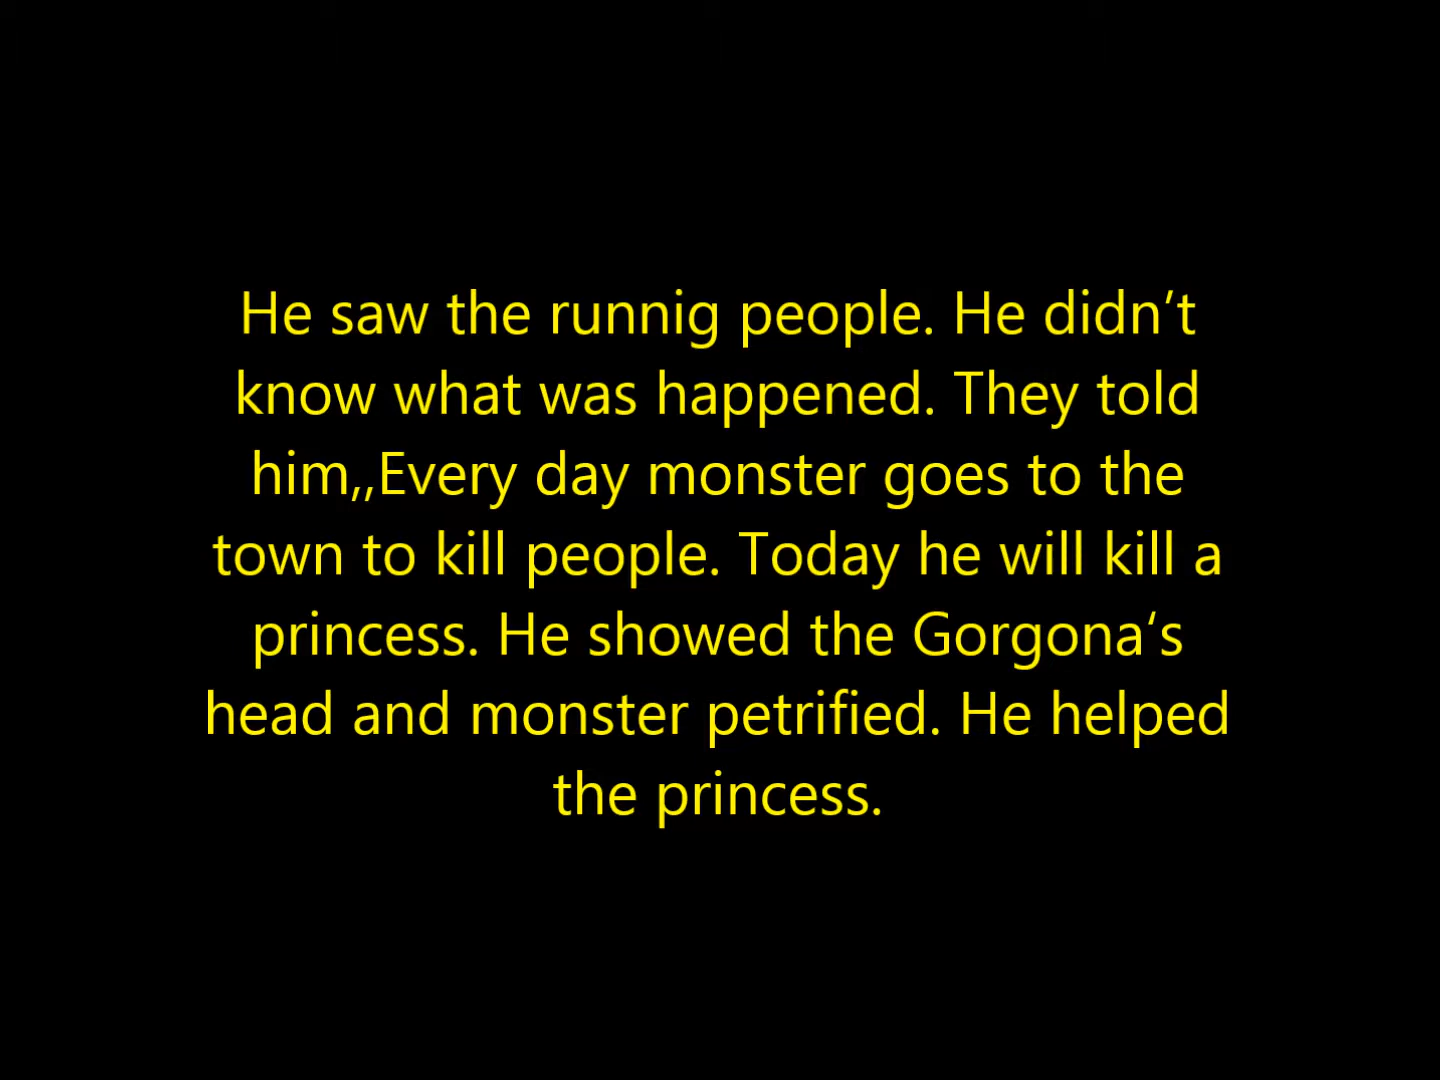 He saw the runnig people. He didn’t
know what was happened. They told
him,,Every day monster goes to the
town to kill people. Today he will kill a
princess. He showed the Gorgona‘s
head and monster petrified. He helped
the princess.